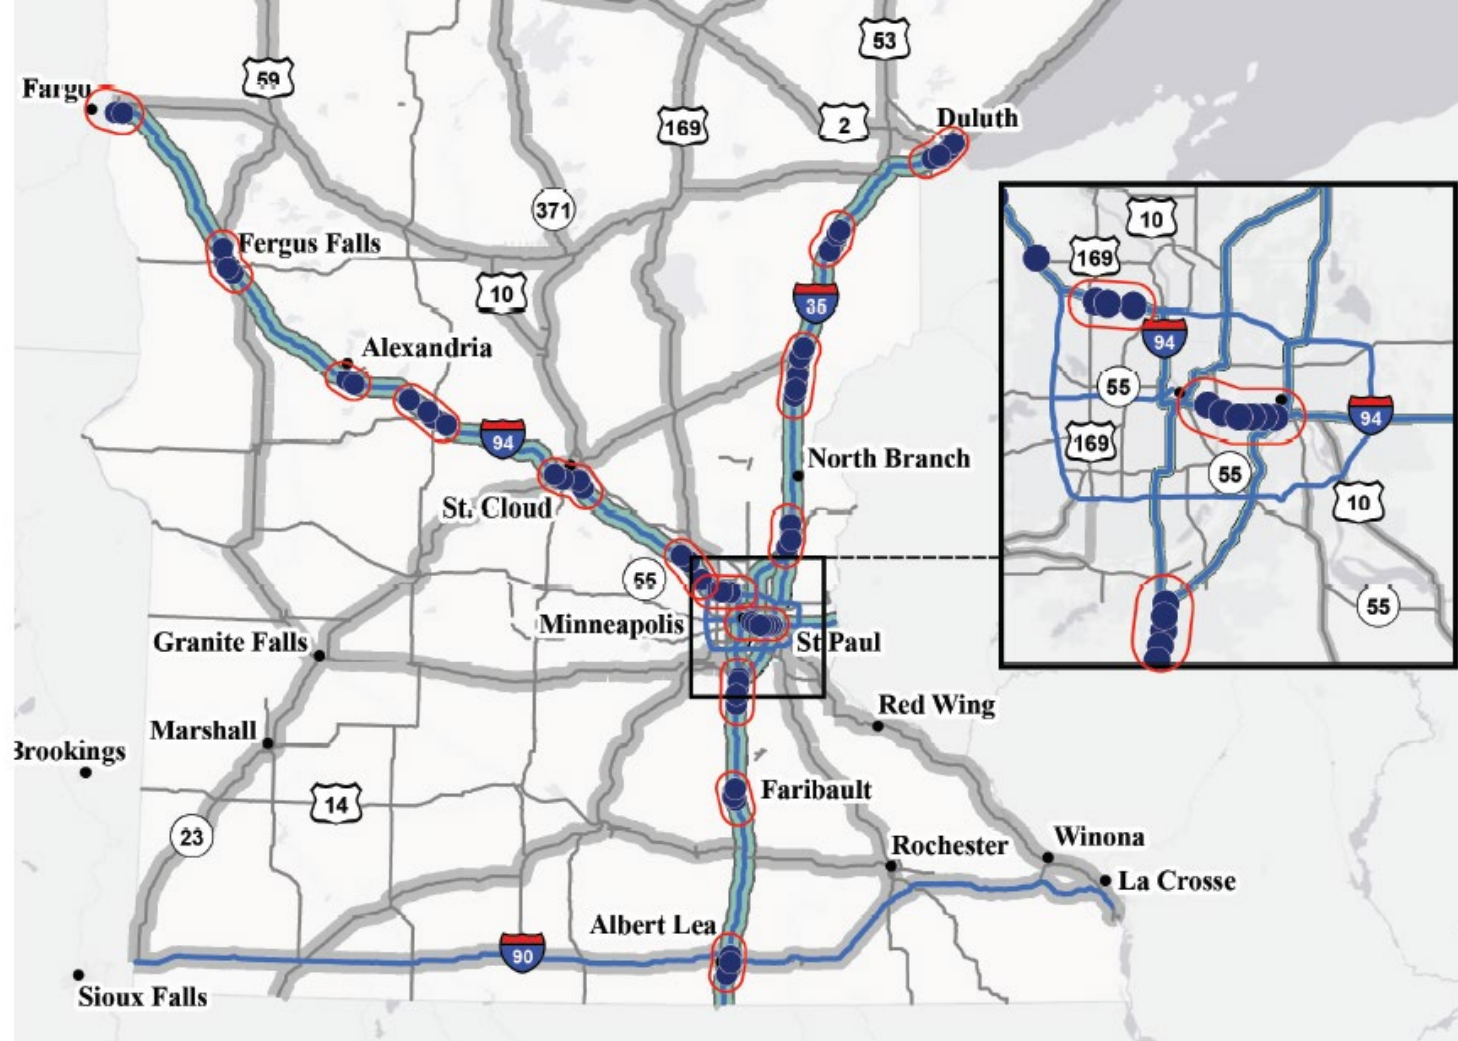 53
59
Fargo
169
2
Duluth
371
10
169
Fergus Falls
10
35
94
Alexandria
55
94
94
169
North Branch
55
10
St. Cloud
55
55
Minneapolis
St Paul
Granite Falls
Red Wing
Marshall
Brookings
Faribault
14
23
Winona
Rochester
La Crosse
Albert Lea
90
Sioux Falls